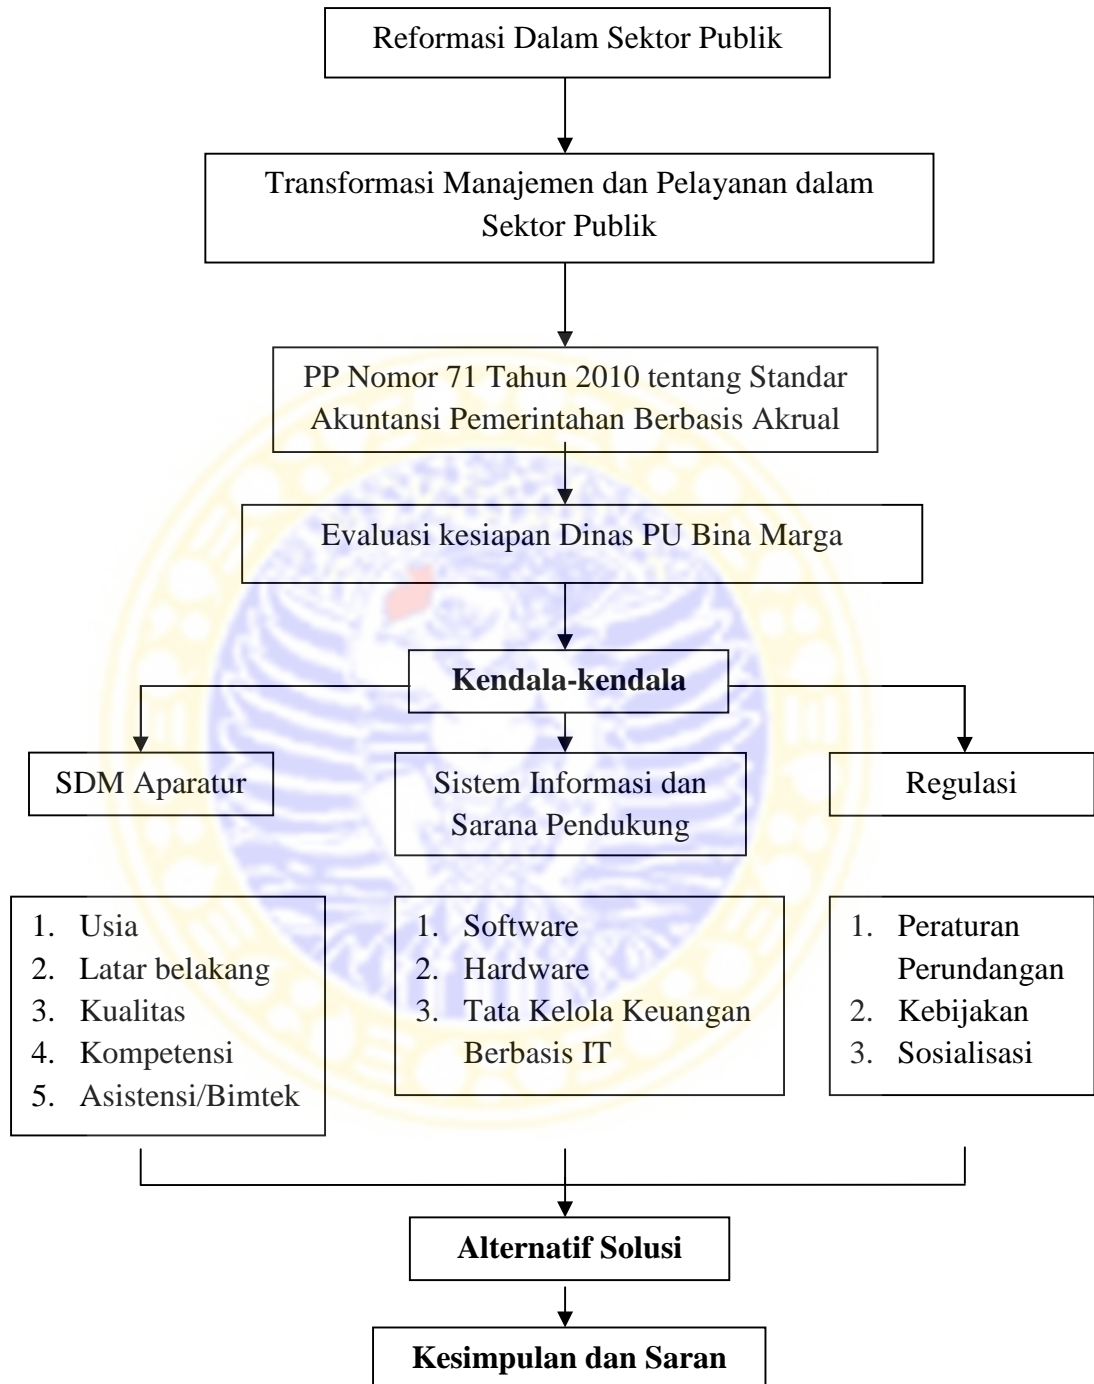 Reformasi Dalam Sektor Publik
Transformasi Manajemen dan Pelayanan dalam
Sektor Publik
PP Nomor 71 Tahun 2010 tentang Standar
Akuntansi Pemerintahan Berbasis Akrual
Evaluasi kesiapan Dinas PU Bina Marga
Kendala-kendala
SDM Aparatur
Sistem Informasi dan
Sarana Pendukung
Regulasi
1. Usia
2. Latar belakang
3. Kualitas
4. Kompetensi
5. Asistensi/Bimtek
1. Software
2. Hardware
3. Tata Kelola Keuangan
Berbasis IT
1. Peraturan
Perundangan
2. Kebijakan
3. Sosialisasi
Alternatif Solusi
Kesimpulan dan Saran